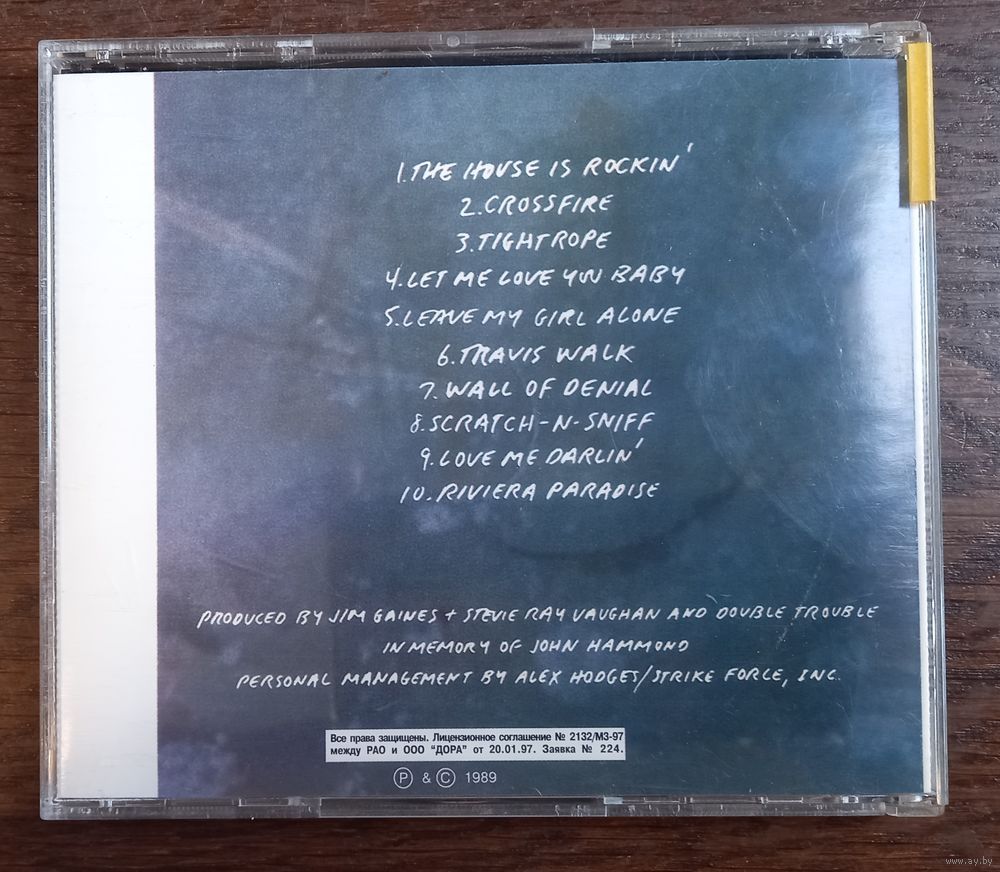 1. THE HOUSE IS ROCKIN'
2. CROSSFIRE
3. TIGHTROPE
4. LET ME LOVE YOU BABY
5. LEAVE MY GIRL ALONE
6. TRAVIS WALK
7. WALL OF DENIAL
8. SCRATCH-N-SNIFF
9. LOVE ME DARLIN'
10. RIVIERA PARADISE
PRODUCED BY JIM GAINES + STEVIE RAY VAUGHAN AND DOUBLE TROUBLE
IN MEMORY OF JOHN HAMMOND
PERSONAL MANAGEMENT BY ALEX HODGES/STRIKE FORCE, INC.
Все права защищены. Лицензионное соглашение № 2132/МЗ-97
между РАО и ООО "ДОРА" от 20.01.97. Заявка № 224.
Ⓟ & © 1989
www.ay.by